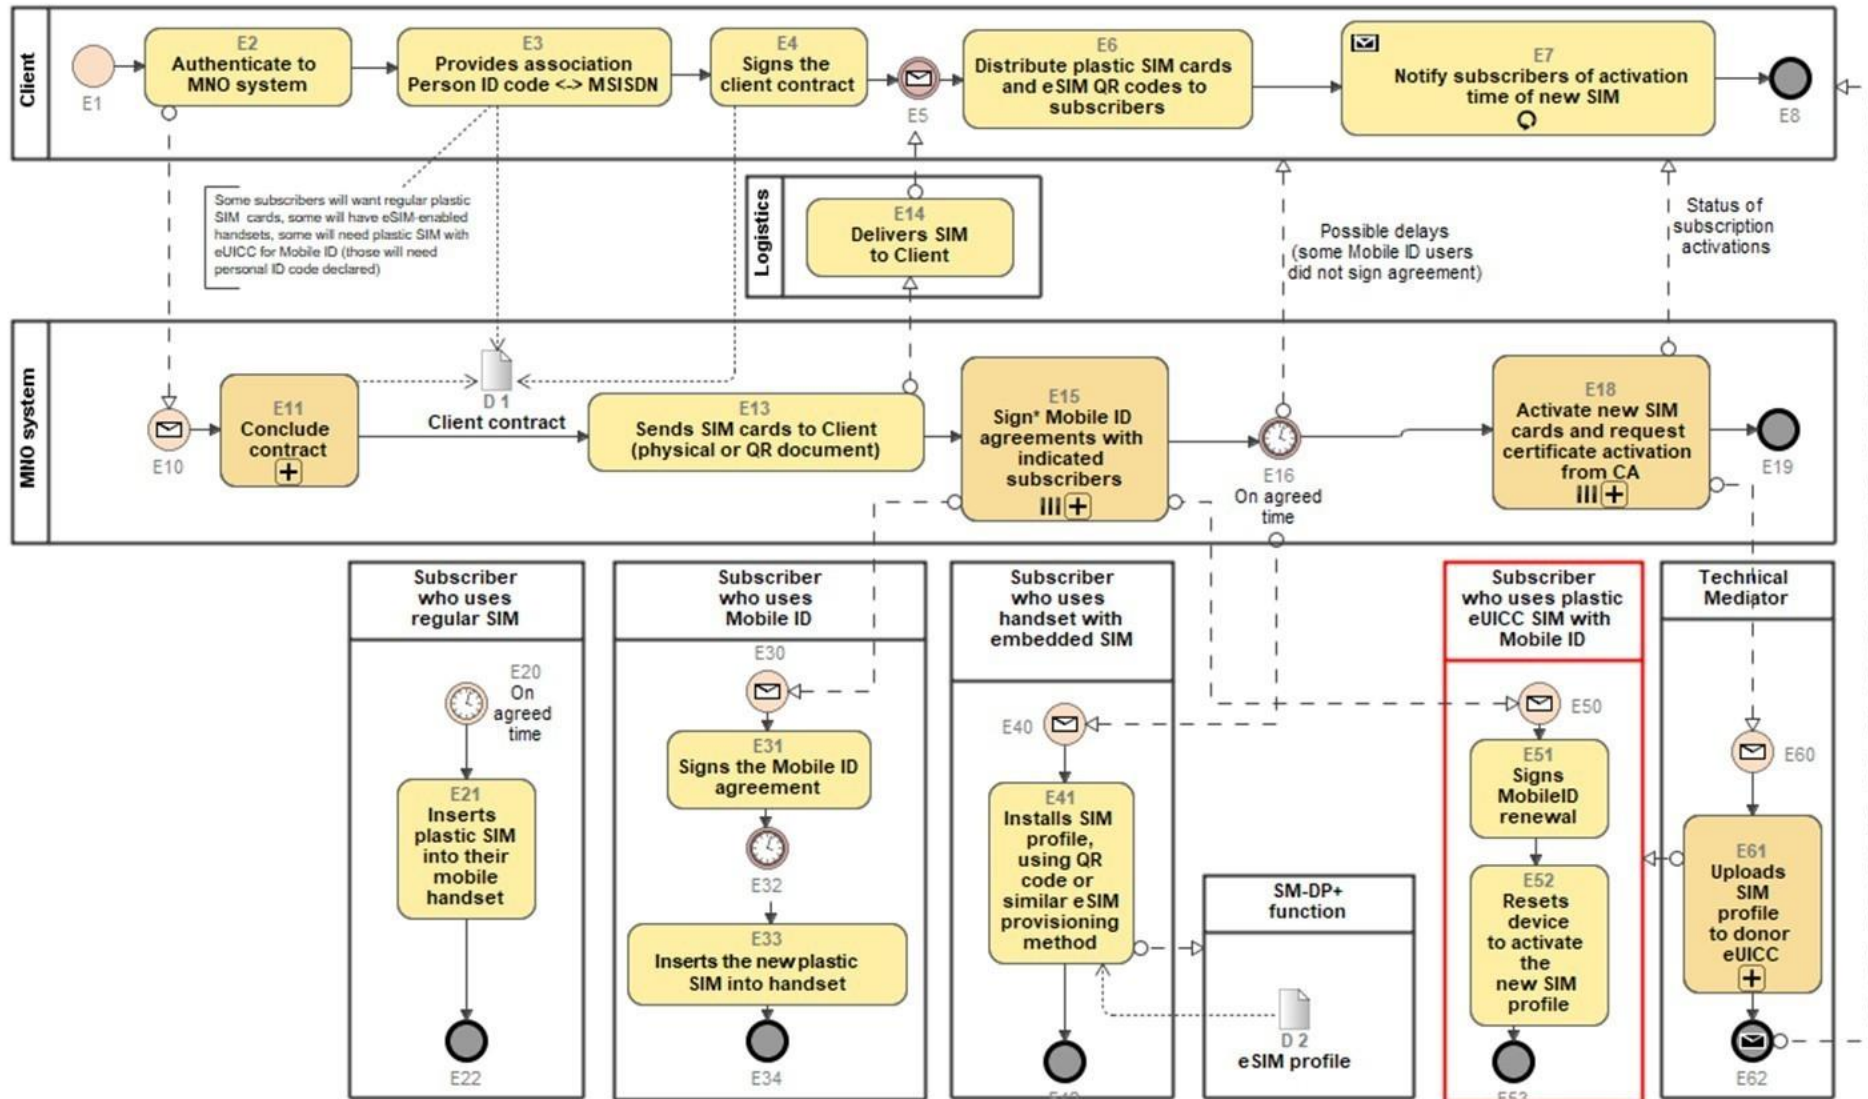 Client
E1
E2
Authenticate to
MNO system
E3
Provides association
Person ID code <-> MSISDN
E4
Signs the
client contract
E5
E6
Distribute plastic SIM cards
and eSIM QR codes to
subscribers
E7
Notify subscribers of activation
time of new SIM
E8
Some subscribers will want regular plastic
SIM cards, some will have eSIM-enabled
handsets, some will need plastic SIM with
eUICC for Mobile ID (those will need
personal ID code declared)
Logistics
E14
Delivers SIM
to Client
Possible delays
(some Mobile ID users
did not sign agreement)
Status of
subscription
activations
MNO system
E10
E11
Conclude
contract
D 1
Client contract
E13
Sends SIM cards to Client
(physical or QR document)
E15
Sign* Mobile ID
agreements with
indicated
subscribers
E16
On agreed
time
E18
Activate new SIM
cards and request
certificate activation
from CA
E19
Subscriber
who uses
regular SIM
E20
On
agreed
time
E21
Inserts
plastic SIM
into their
mobile
handset
E22
Subscriber
who uses
Mobile ID
E30
E31
Signs the Mobile ID
agreement
E32
E33
Inserts the new plastic
SIM into handset
E34
Subscriber
who uses
handset with
embedded SIM
E40
E41
Installs SIM
profile,
using QR
code or
similar eSIM
provisioning
method
SM-DP+
function
D 2
eSIM profile
Subscriber
who uses plastic
eUICC SIM with
Mobile ID
E50
E51
Signs
MobileID
renewal
E52
Resets
device
to activate
the
new SIM
profile
Technical
Mediator
E60
E61
Uploads
SIM
profile
to donor
eUICC
E62